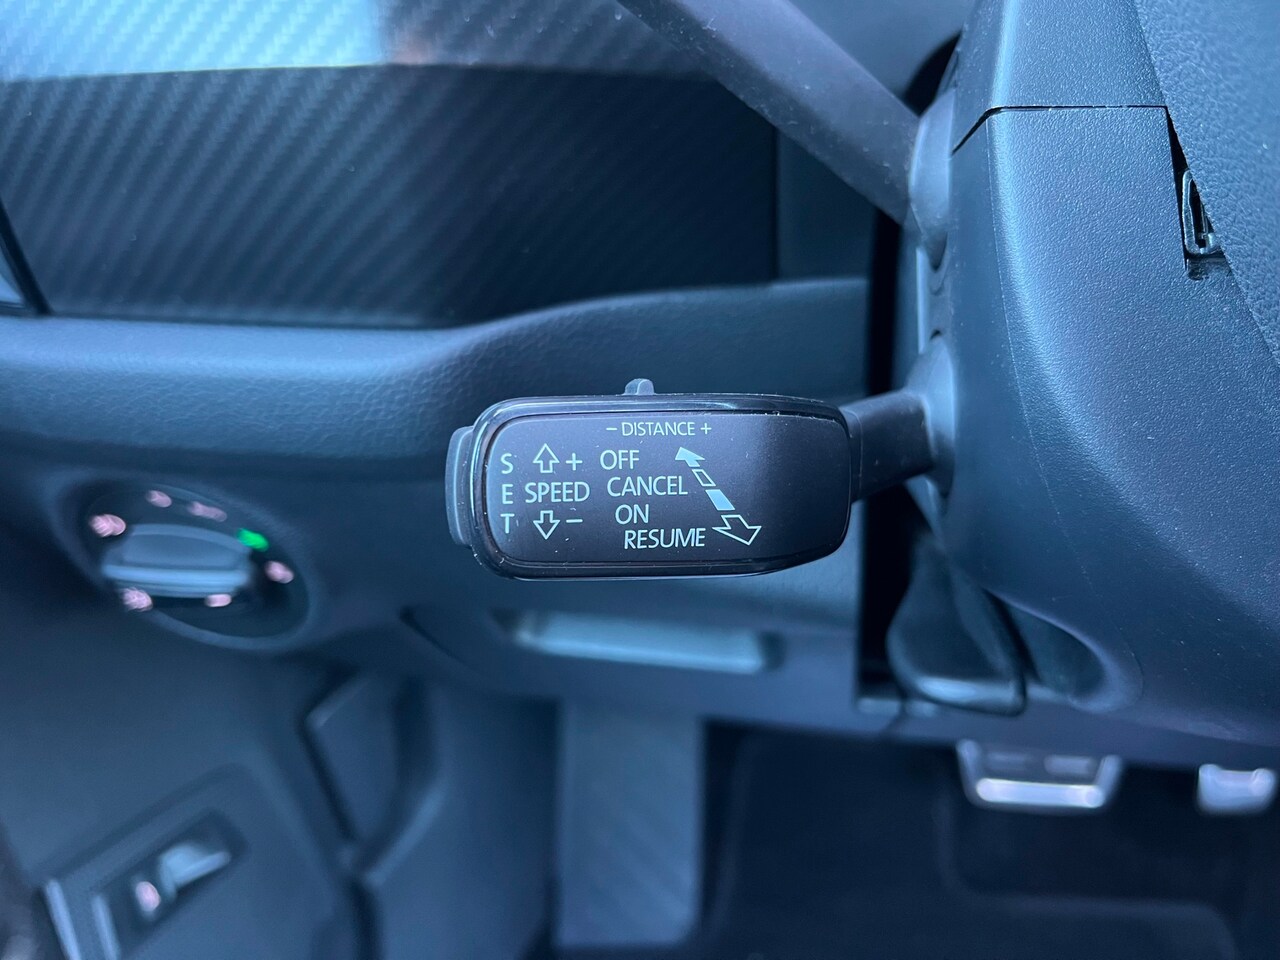 – DISTANCE +
S ⇧ + OFF
E SPEED CANCEL
T ⇩ – ON
RESUME